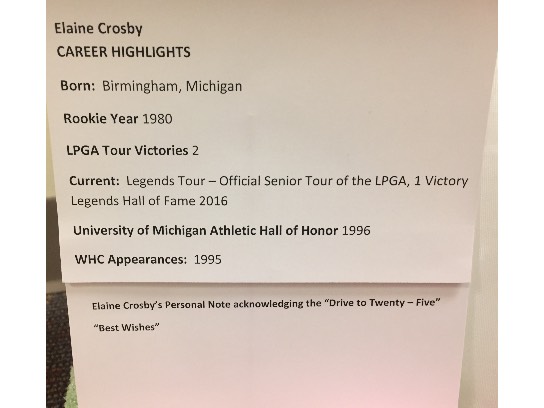 Elaine Crosby
CAREER HIGHLIGHTS
Born: Birmingham, Michigan
Rookie Year 1980
LPGA Tour Victories 2
Current: Legends Tour – Official Senior Tour of the LPGA, 1 Victory
Legends Hall of Fame 2016
University of Michigan Athletic Hall of Honor 1996
WHC Appearances: 1995
Elaine Crosby's Personal Note acknowledging the "Drive to Twenty – Five"
"Best Wishes"